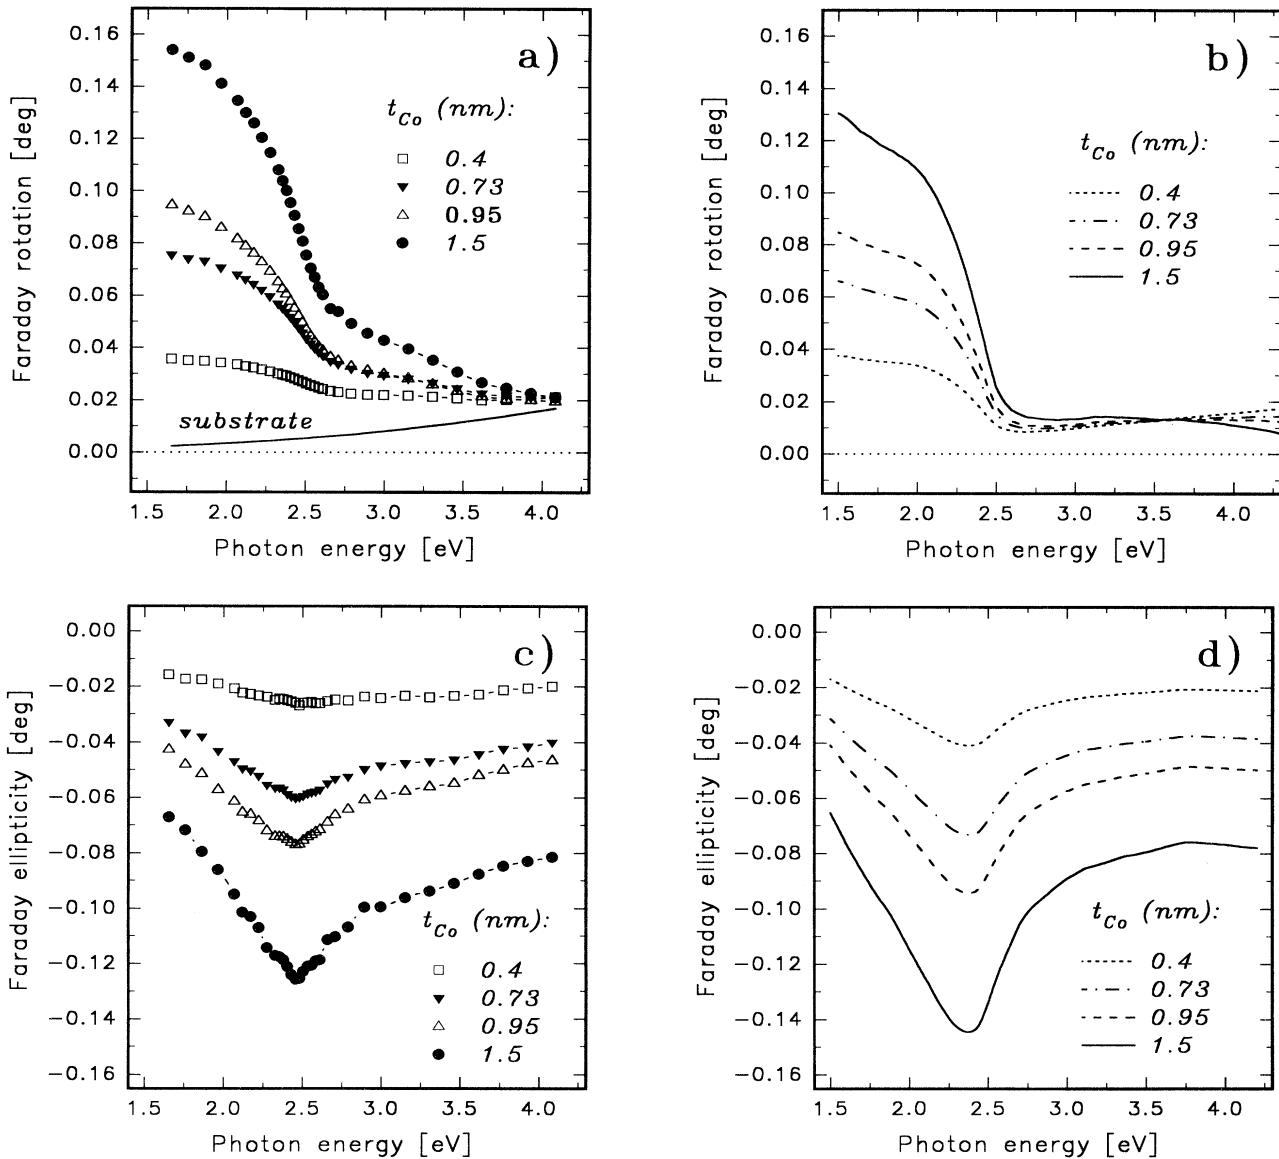 a)
0.16
0.14
0.12
0.10
0.08
0.06
0.04
0.02
0.00
Faraday rotation [deg]
t_Co (nm):
0.4
0.73
0.95
1.5
substrate
1.5 2.0 2.5 3.0 3.5 4.0
Photon energy [eV]
b)
0.16
0.14
0.12
0.10
0.08
0.06
0.04
0.02
0.00
Faraday rotation [deg]
t_Co (nm):
0.4
0.73
0.95
1.5
1.5 2.0 2.5 3.0 3.5 4.0
Photon energy [eV]
c)
0.00
−0.02
−0.04
−0.06
−0.08
−0.10
−0.12
−0.14
−0.16
Faraday ellipticity [deg]
t_Co (nm):
0.4
0.73
0.95
1.5
1.5 2.0 2.5 3.0 3.5 4.0
Photon energy [eV]
d)
0.00
−0.02
−0.04
−0.06
−0.08
−0.10
−0.12
−0.14
−0.16
Faraday ellipticity [deg]
t_Co (nm):
0.4
0.73
0.95
1.5
1.5 2.0 2.5 3.0 3.5 4.0
Photon energy [eV]